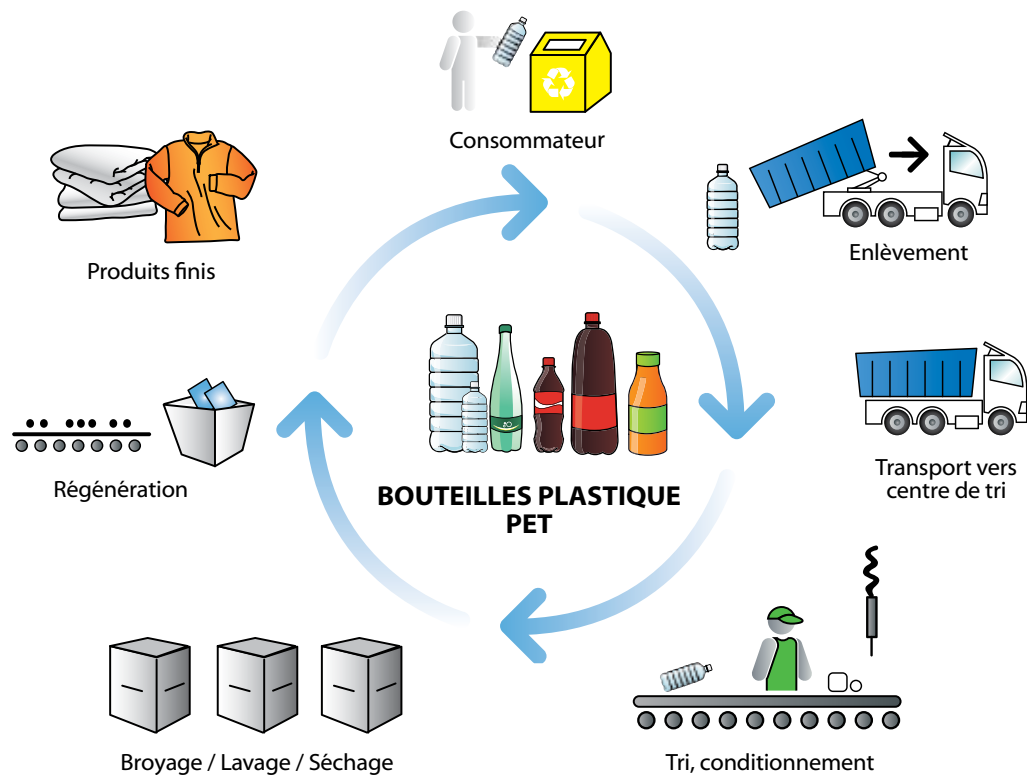 Consommateur
Enlèvement
Transport vers
centre de tri
Tri, conditionnement
Broyage / Lavage / Séchage
Régénération
Produits finis
BOUTEILLES PLASTIQUE
PET